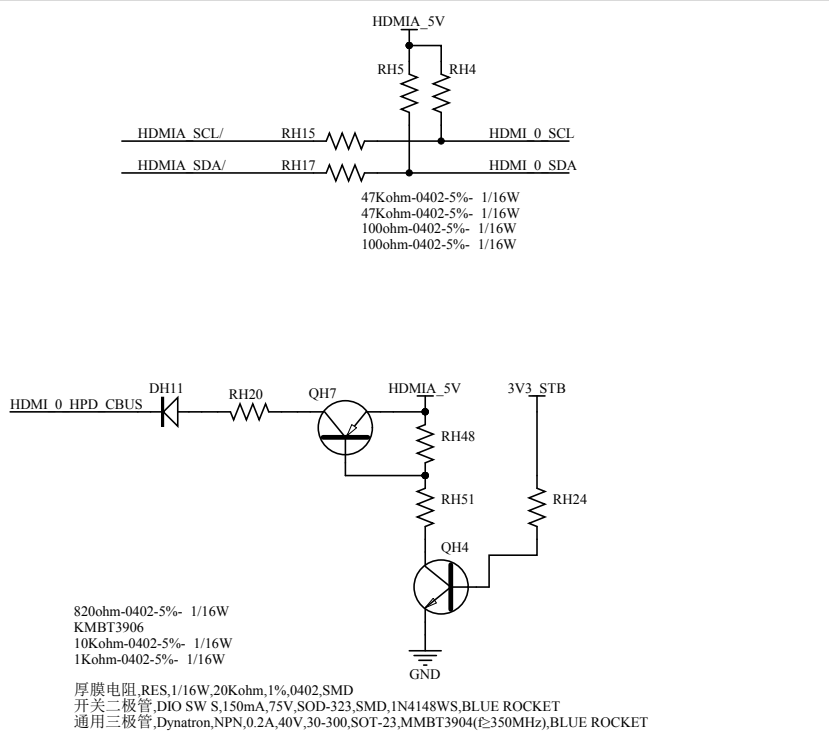 HDMIA_5V
RH5
RH4
HDMIA_SCL/
RH15
HDMI_0_SCL
HDMIA_SDA/
RH17
HDMI_0_SDA
47Kohm-0402-5%- 1/16W
47Kohm-0402-5%- 1/16W
100ohm-0402-5%- 1/16W
100ohm-0402-5%- 1/16W
DH11
RH20
QH7
HDMIA_5V
3V3_STB
HDMI_0_HPD_CBUS
RH48
RH51
RH24
QH4
820ohm-0402-5%- 1/16W
KMBT3906
10Kohm-0402-5%- 1/16W
1Kohm-0402-5%- 1/16W
GND
厚膜电阻,RES,1/16W,20Kohm,1%,0402,SMD
开关二极管,DIO SW S,150mA,75V,SOD-323,SMD,1N4148WS,BLUE ROCKET
通用三极管,Dynatron,NPN,0.2A,40V,30-300,SOT-23,MMBT3904(f≥350MHz),BLUE ROCKET